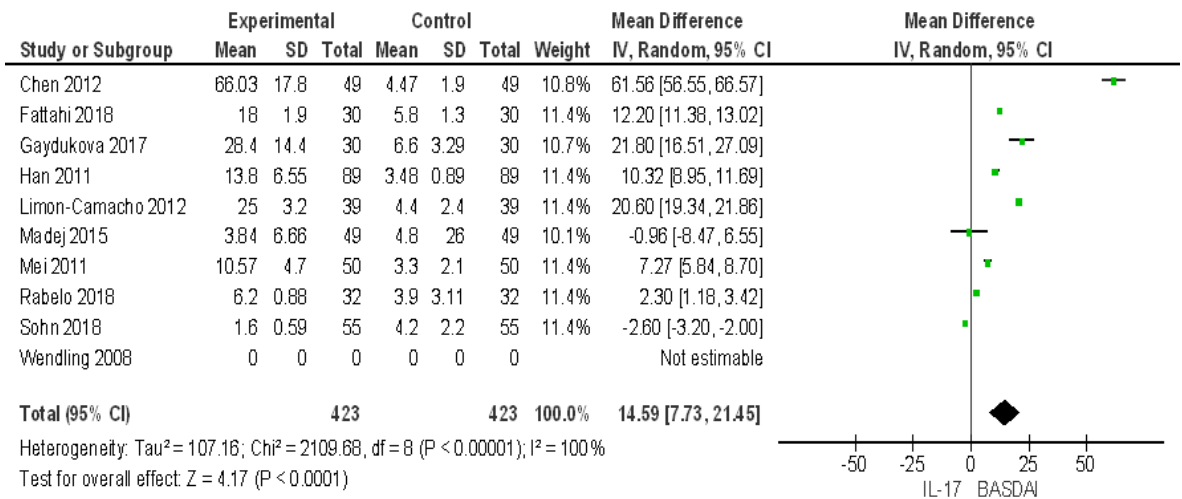 Experimental Control Mean Difference Mean Difference
Study or Subgroup Mean SD Total Mean SD Total Weight IV, Random, 95% CI IV, Random, 95% CI
Chen 2012 66.03 17.8 49 4.47 1.9 49 10.8% 61.56 [56.55, 66.57]
Fattahi 2018 18 1.9 30 5.8 1.3 30 11.4% 12.20 [11.38, 13.02]
Gaydukova 2017 28.4 14.4 30 6.6 3.29 30 10.7% 21.80 [16.51, 27.09]
Han 2011 13.8 6.55 89 3.48 0.89 89 11.4% 10.32 [8.95, 11.69]
Limon-Camacho 2012 25 3.2 39 4.4 2.4 39 11.4% 20.60 [19.34, 21.86]
Madej 2015 3.84 6.66 49 4.8 26 49 10.1% -0.96 [-8.47, 6.55]
Mei 2011 10.57 4.7 50 3.3 2.1 50 11.4% 7.27 [5.84, 8.70]
Rabelo 2018 6.2 0.88 32 3.9 3.11 32 11.4% 2.30 [1.18, 3.42]
Sohn 2018 1.6 0.59 55 4.2 2.2 55 11.4% -2.60 [-3.20, -2.00]
Wendling 2008 0 0 0 0 0 0 Not estimable
Total (95% CI) 423 423 100.0% 14.59 [7.73, 21.45]
Heterogeneity: Tau² = 107.16; Chi² = 2109.68, df = 8 (P < 0.00001); I² = 100%
Test for overall effect: Z = 4.17 (P < 0.0001)
-50 -25 0 25 50
IL-17 BASDAI